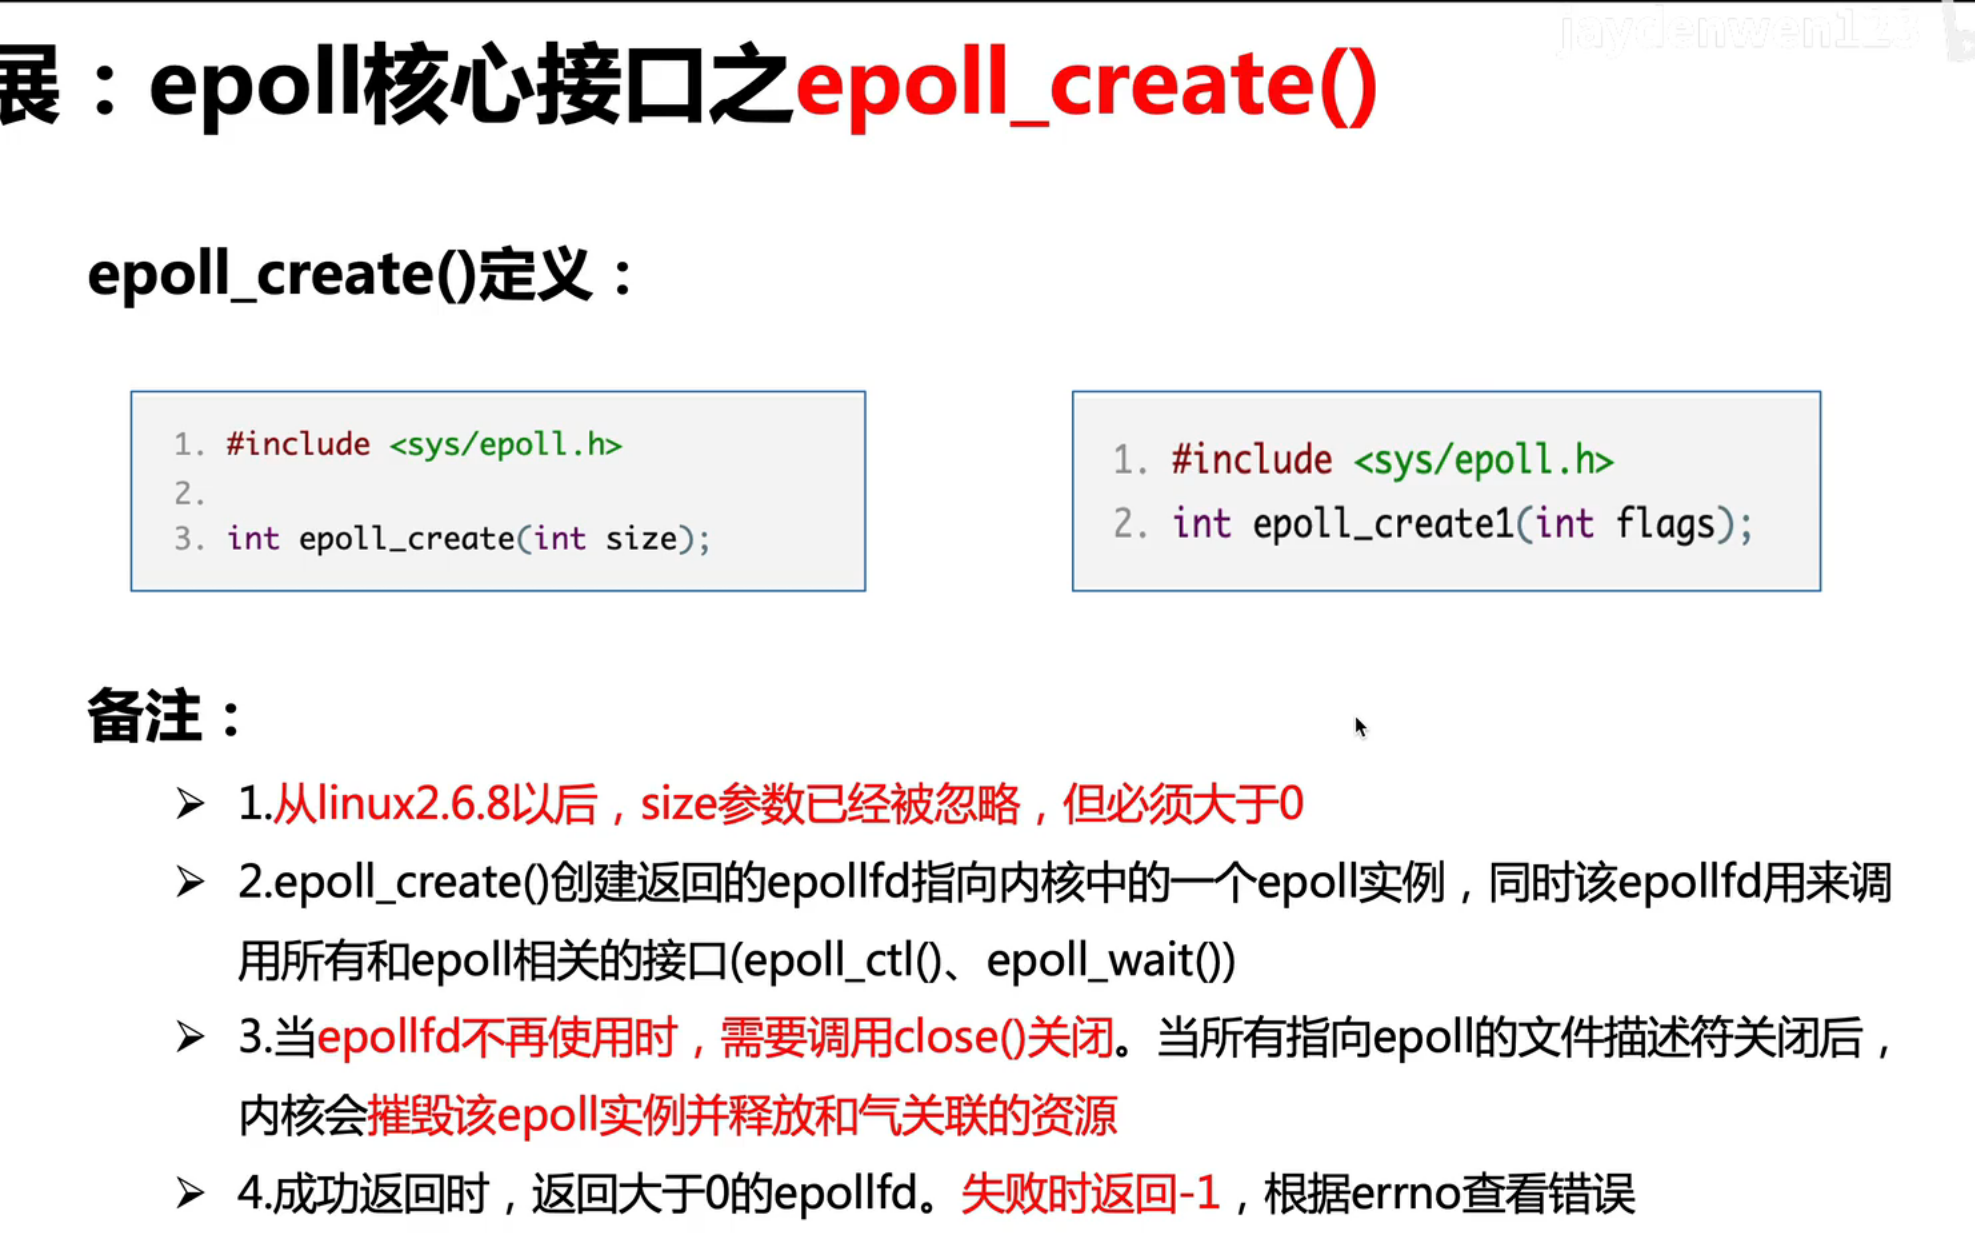 jaydenwen123
展：epoll核心接口之epoll_create()
epoll_create()定义：
1. #include <sys/epoll.h>
2.
3. int epoll_create(int size);
1. #include <sys/epoll.h>
2. int epoll_create1(int flags);
备注：
➢ 1.从linux2.6.8以后，size参数已经被忽略，但必须大于0
➢ 2.epoll_create()创建返回的epollfd指向内核中的一个epoll实例，同时该epollfd用来调
用所有和epoll相关的接口(epoll_ctl()、epoll_wait())
➢ 3.当epollfd不再使用时，需要调用close()关闭。当所有指向epoll的文件描述符关闭后，
内核会摧毁该epoll实例并释放和气关联的资源
➢ 4.成功返回时，返回大于0的epollfd。失败时返回-1，根据errno查看错误